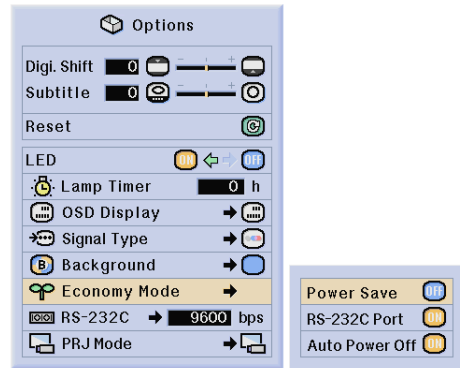 Options
Digi. Shift 0 - +
Subtitle 0 - +
Reset
LED ON OFF
Lamp Timer 0 h
OSD Display
Signal Type
B Background
Economy Mode
RS-232C 9600 bps
PRJ Mode
Power Save OFF
RS-232C Port ON
Auto Power Off ON